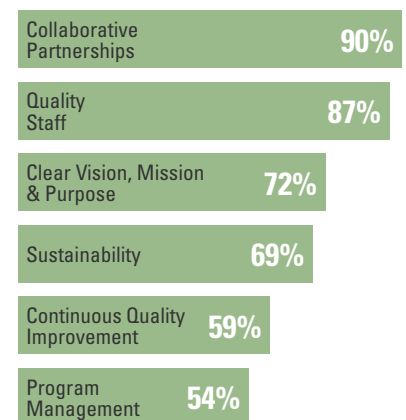 Collaborative
Partnerships
90%
Quality
Staff
87%
Clear Vision, Mission
& Purpose
72%
Sustainability
69%
Continuous Quality
Improvement
59%
Program
Management
54%